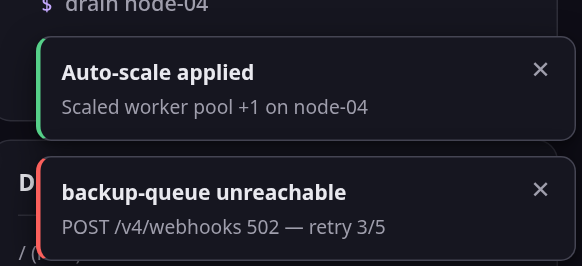 $ drain node-04
Auto-scale applied
Scaled worker pool +1 on node-04
backup-queue unreachable
POST /v4/webhooks 502 — retry 3/5
D
/ (